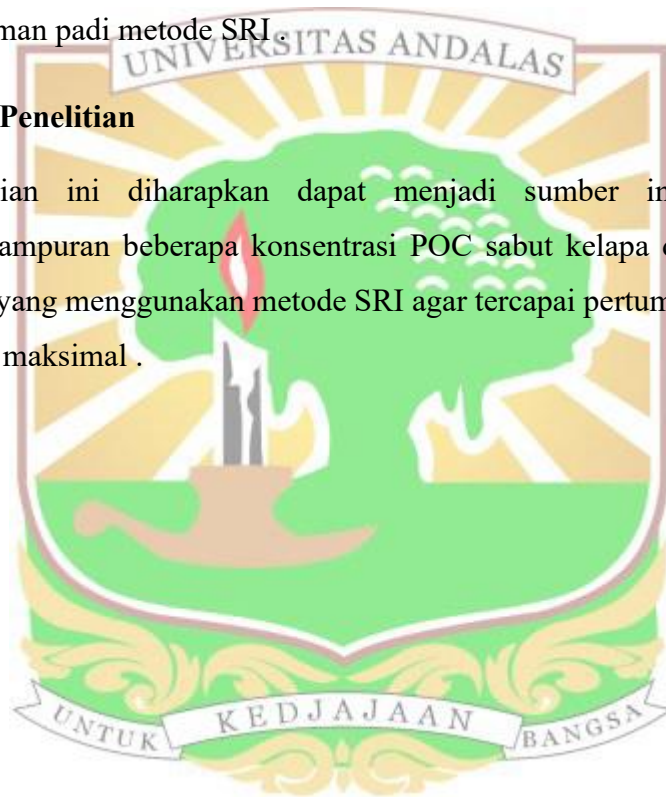 man padi metode SRI .
UNIVERSITAS ANDALAS
Penelitian
ian ini diharapkan dapat menjadi sumber in
ampuran beberapa konsentrasi POC sabut kelapa
yang menggunakan metode SRI agar tercapai pertum
maksimal .
UNTUK KEDJAJAAN BANGSA